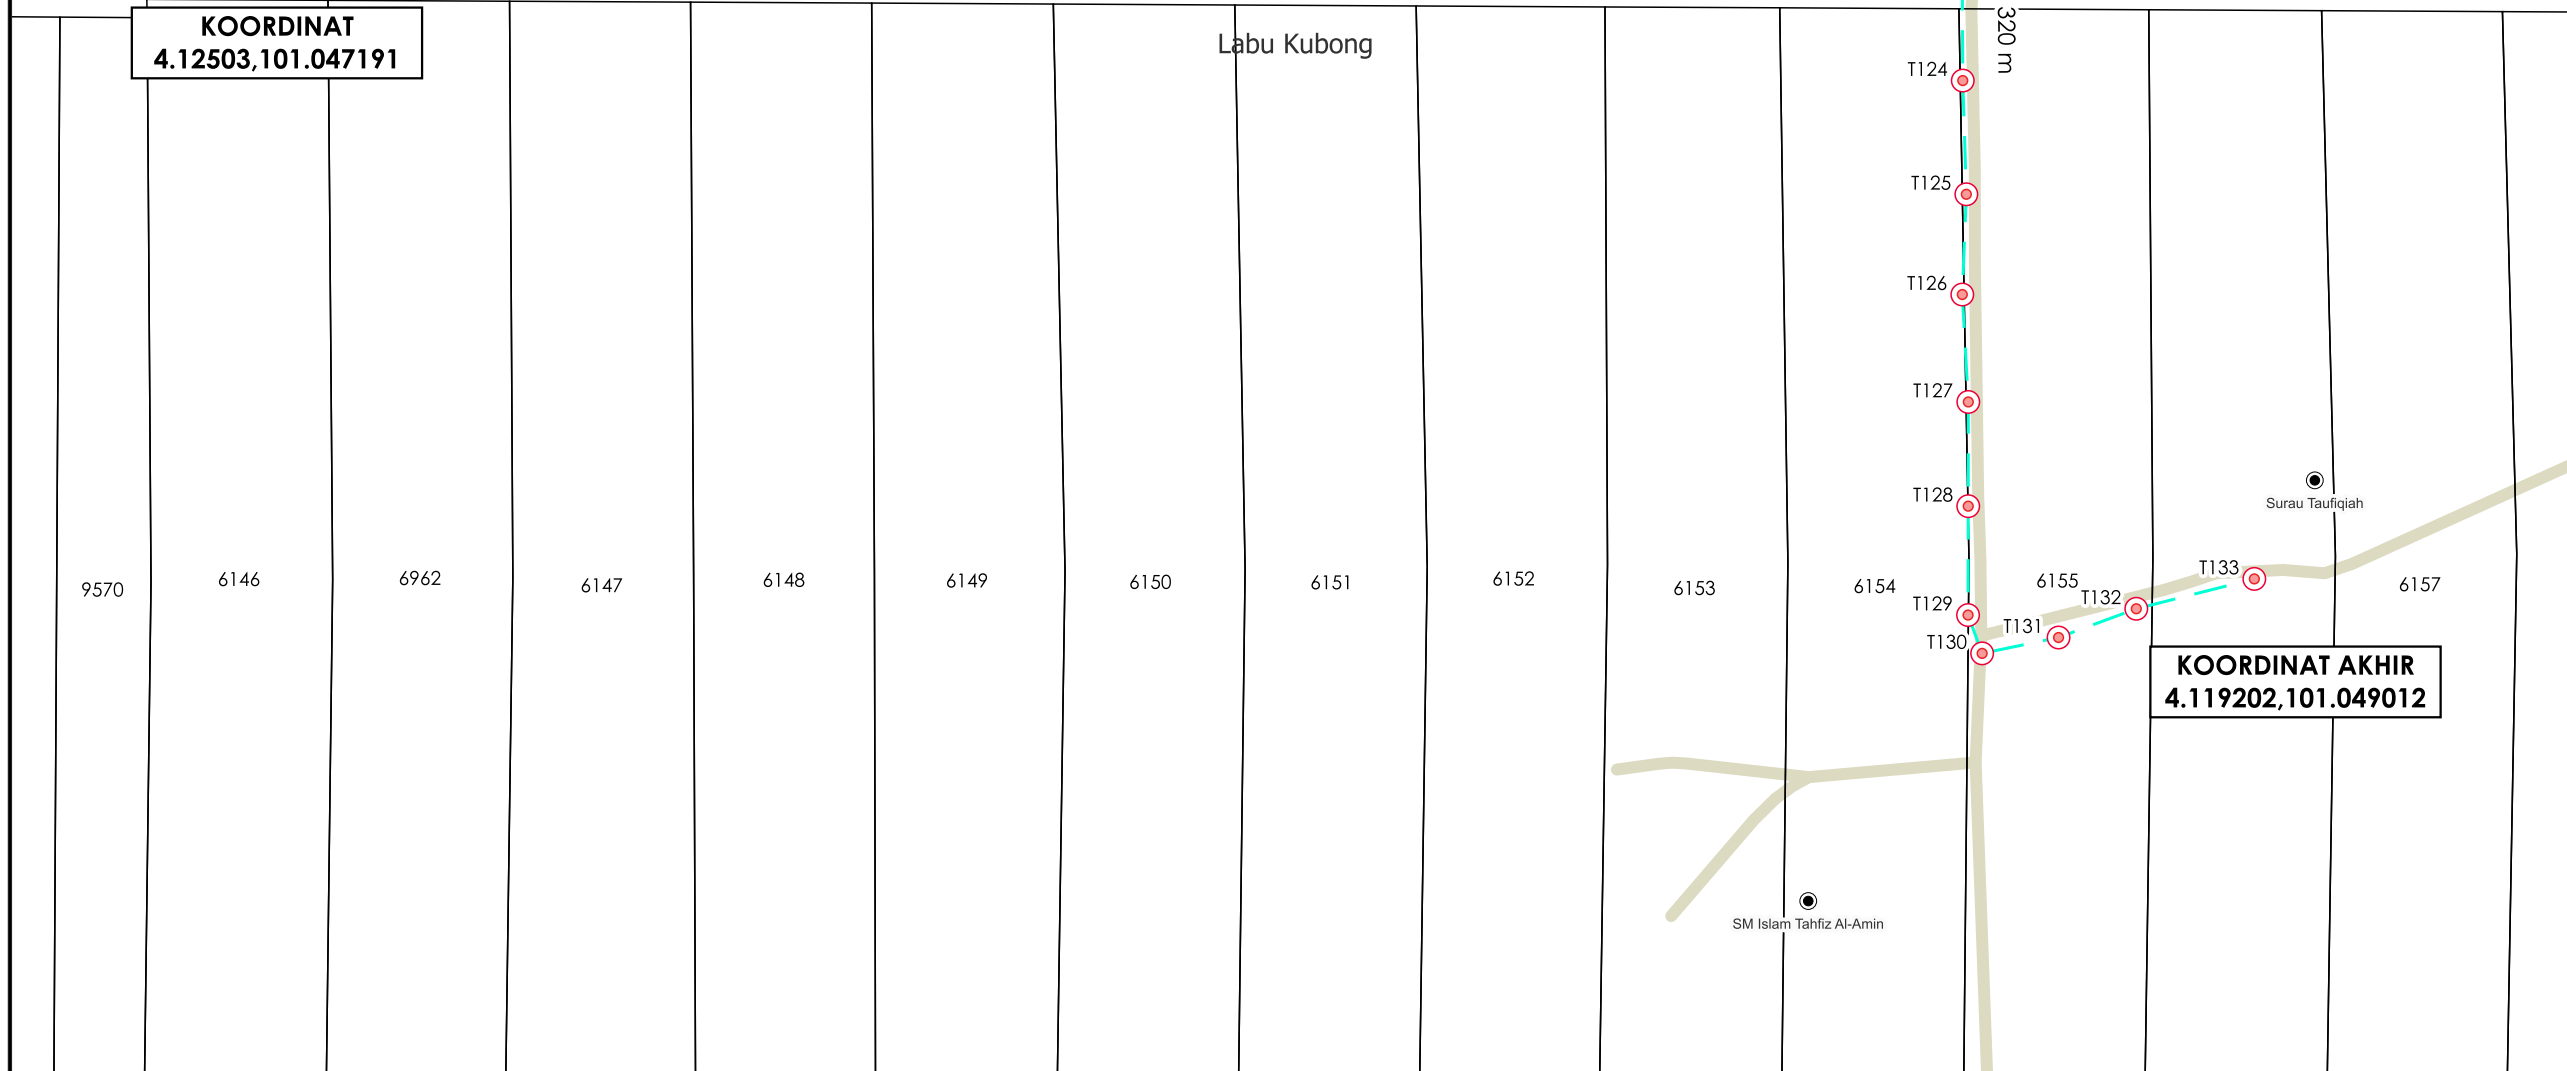 KOORDINAT
4.12503,101.047191
Labu Kubong
320 m
T124
T125
T126
T127
T128
Surau Taufiqiah
T133
9570
6146
6962
6147
6148
6149
6150
6151
6152
6153
6154
6155
6157
T132
T129
T131
T130
KOORDINAT AKHIR
4.119202,101.049012
SM Islam Tahfiz Al-Amin